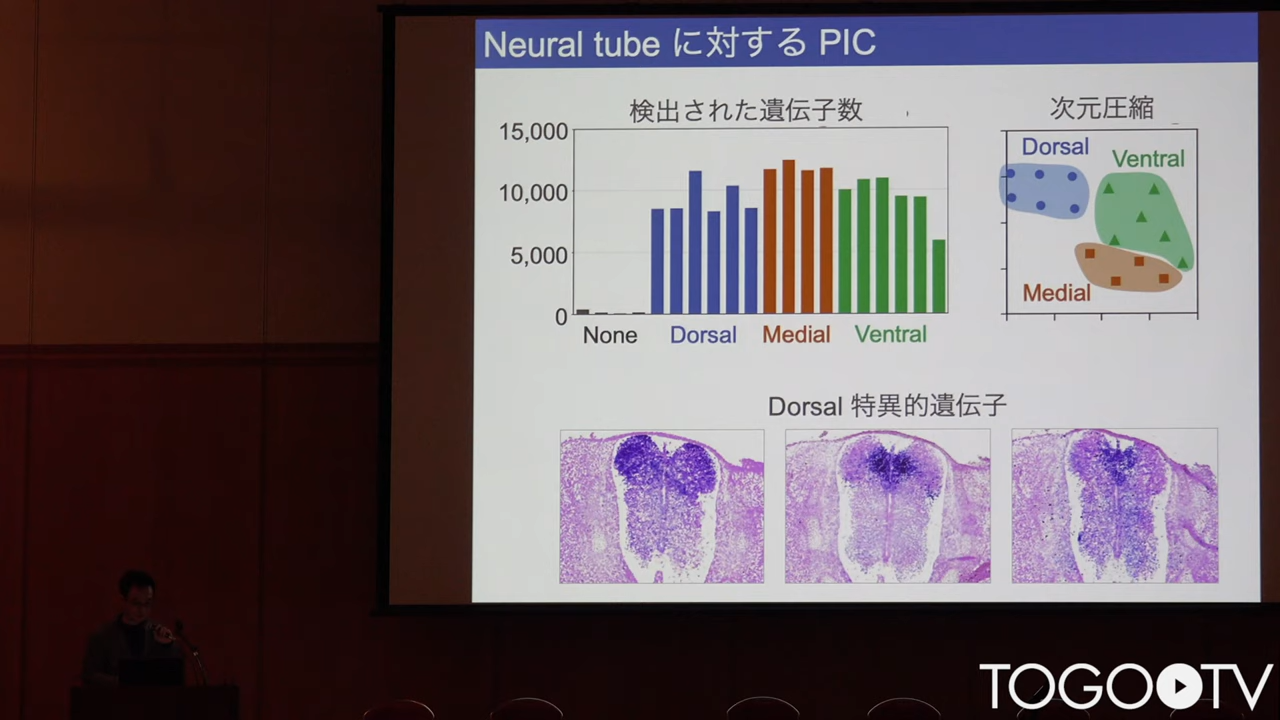 Neural tube に対する PIC
検出された遺伝子数
15,000
10,000
5,000
0
None Dorsal Medial Ventral
次元圧縮
Dorsal
Ventral
Medial
Dorsal 特異的遺伝子
TOGO TV